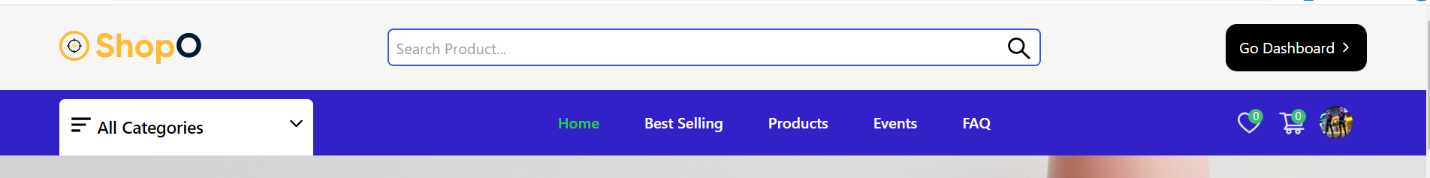 ShopO
Search Product...
Go Dashboard
All Categories
Home
Best Selling
Products
Events
FAQ
0
0